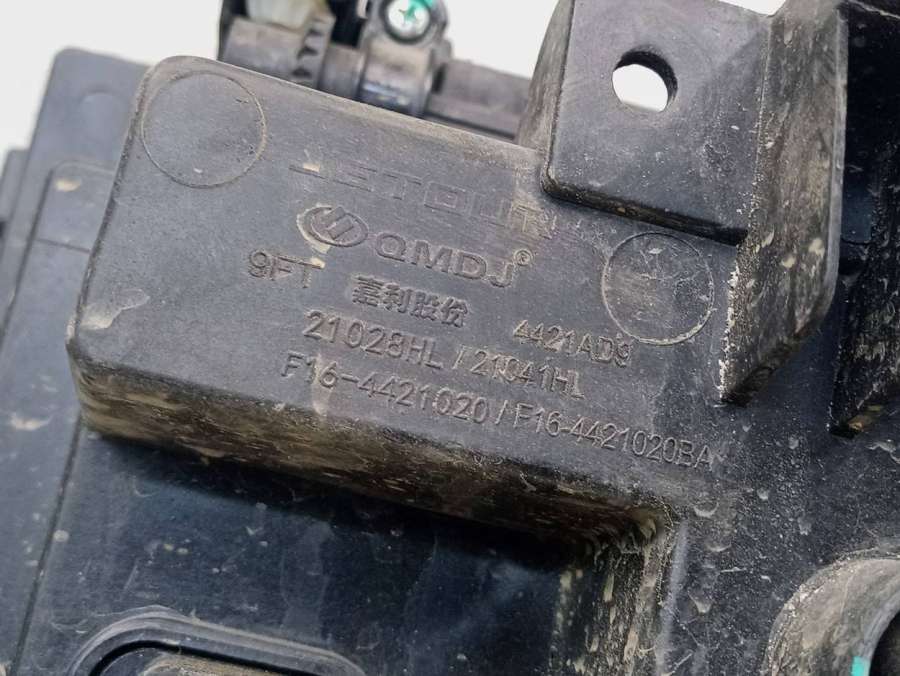 JETOUR
QMDJ®
9FT 嘉利股份 4421AD9
21028HL / 21041HL
F16-4421020 / F16-4421020BA